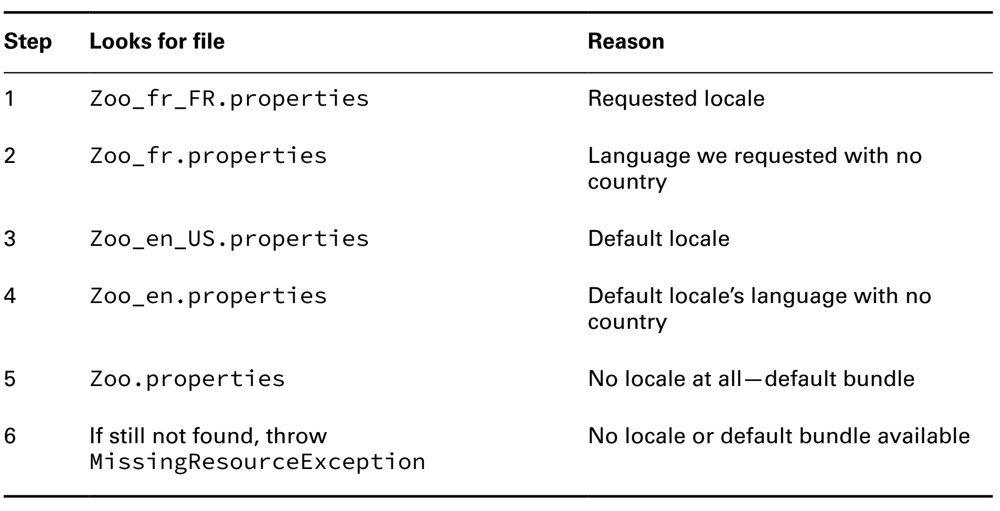 Step Looks for file Reason
1 Zoo_fr_FR.properties Requested locale
2 Zoo_fr.properties Language we requested with no
country
3 Zoo_en_US.properties Default locale
4 Zoo_en.properties Default locale’s language with no
country
5 Zoo.properties No locale at all—default bundle
6 If still not found, throw No locale or default bundle available
MissingResourceException